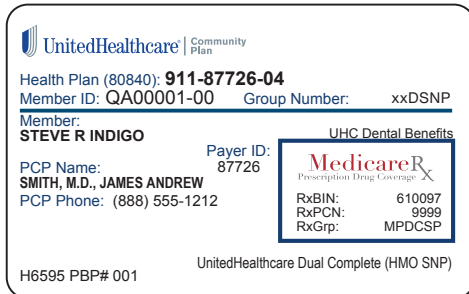 UnitedHealthcare Community Plan
Health Plan (80840): 911-87726-04
Member ID: QA00001-00 Group Number: xxDSNP
Member:
STEVE R INDIGO UHC Dental Benefits
Payer ID:
87726
PCP Name:
SMITH, M.D., JAMES ANDREW
PCP Phone: (888) 555-1212
MedicareRx
Prescription Drug Coverage
RxBIN: 610097
RxPCN: 9999
RxGrp: MPDCSP
UnitedHealthcare Dual Complete (HMO SNP)
H6595 PBP# 001